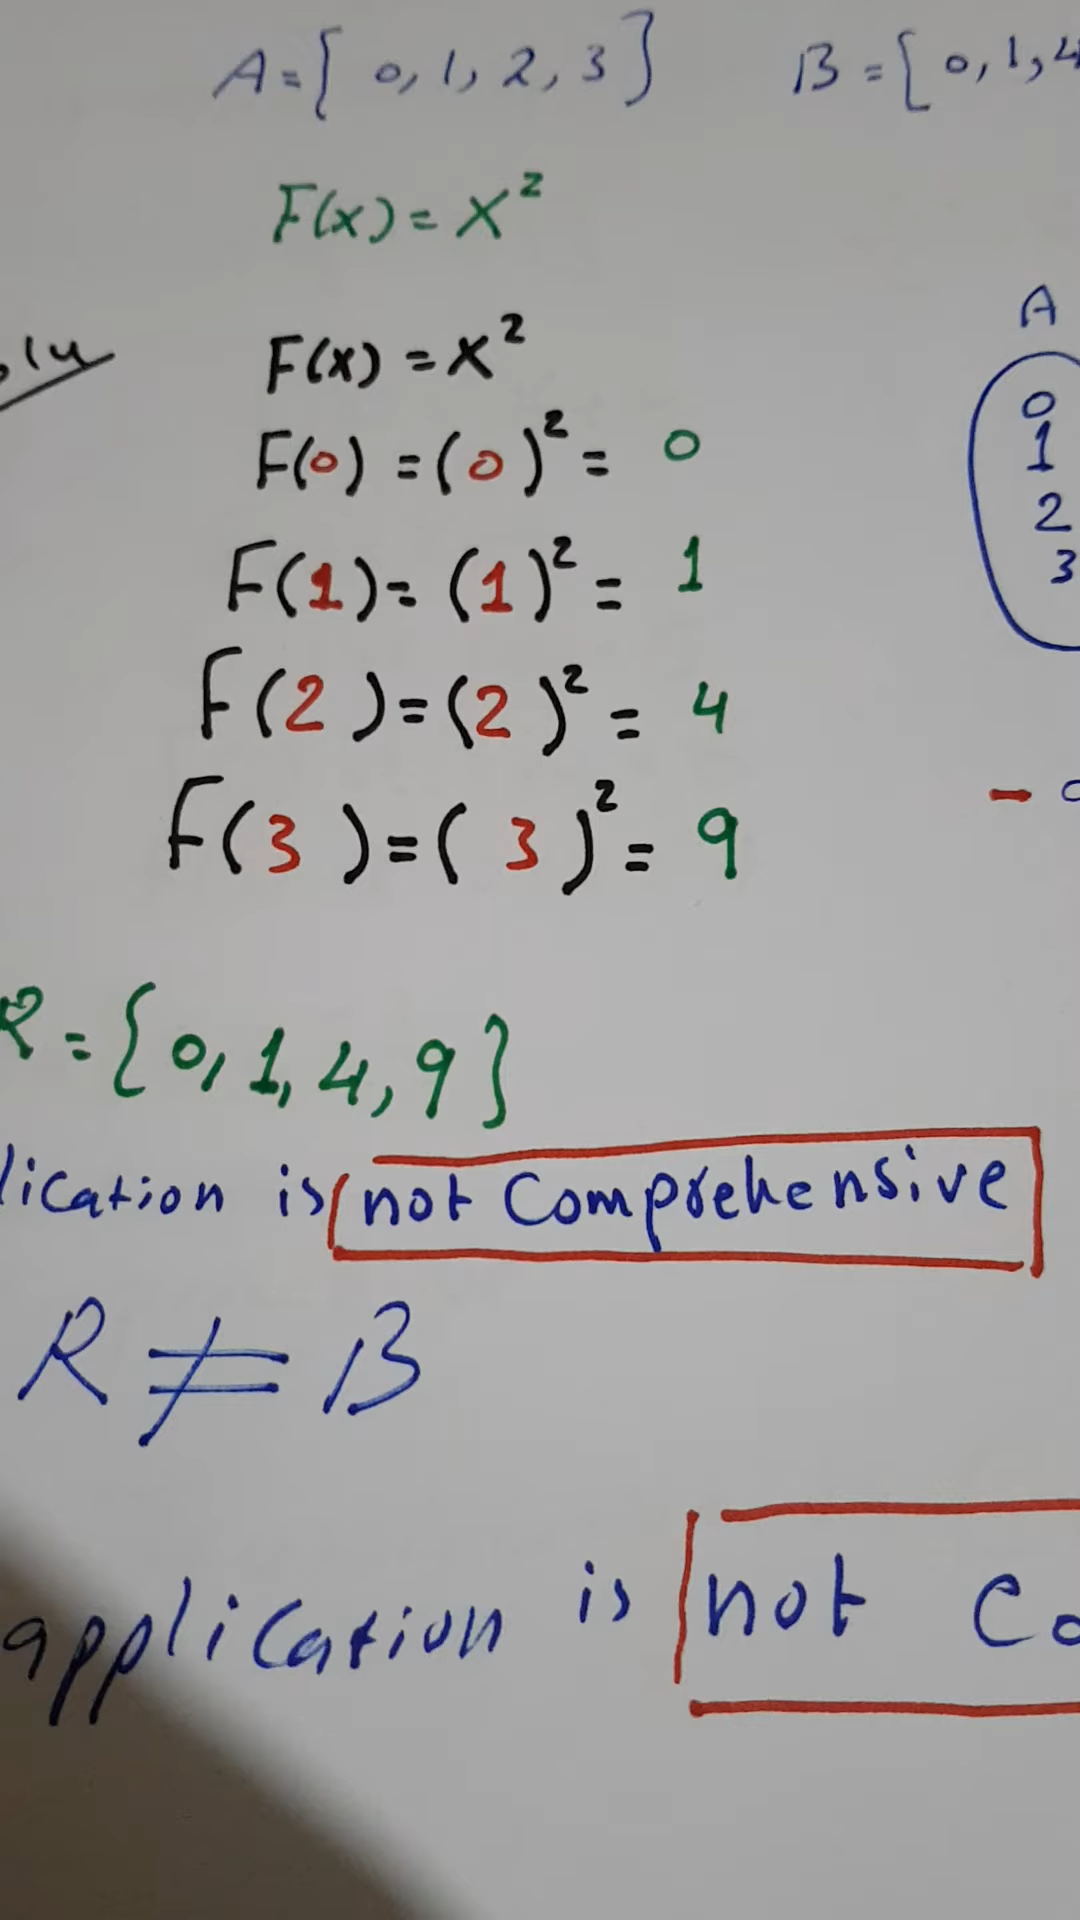 A={ 0, 1, 2, 3 } B={ 0, 1, 4
F(x) = x²
F(x) = x²
A
F(0) = (0)² = 0
0
1
F(1) = (1)² = 1
2
3
F(2) = (2)² = 4
F(3) = (3)² = 9
R = {0, 1, 4, 9}
lication is not Comprehensive
R ≠ B
application is not Co